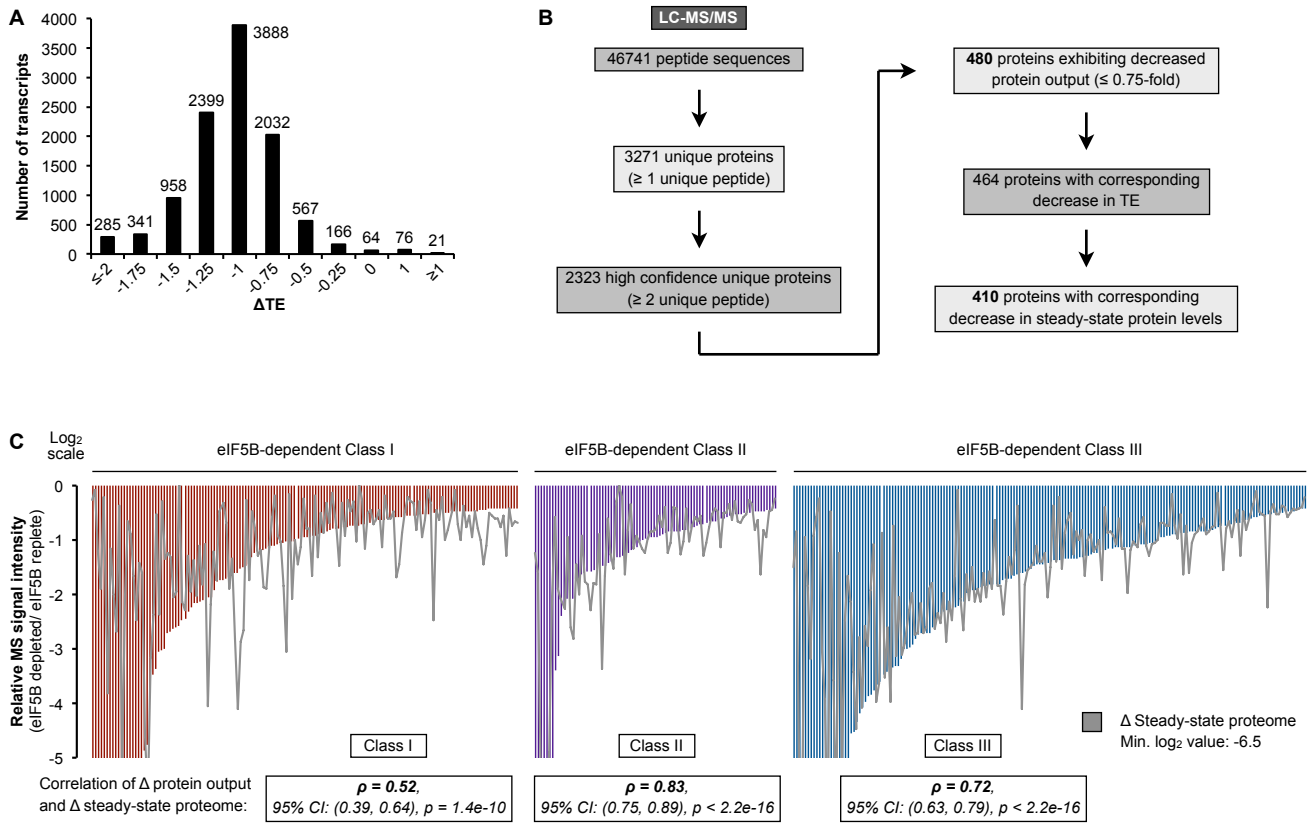 A
Number of transcripts
4000
3500
3000
2500
2000
1500
1000
500
0
285
341
958
2399
3888
2032
567
166
64
76
21
≤-2
-1.75
-1.5
-1.25
-1
-0.75
-0.5
-0.25
0
1
≥1
ΔTE
B
LC-MS/MS
46741 peptide sequences
3271 unique proteins
(≥ 1 unique peptide)
2323 high confidence unique proteins
(≥ 2 unique peptide)
480 proteins exhibiting decreased
protein output (≤ 0.75-fold)
464 proteins with corresponding
decrease in TE
410 proteins with corresponding
decrease in steady-state protein levels
C
Log2
scale
eIF5B-dependent Class I
eIF5B-dependent Class II
eIF5B-dependent Class III
Relative MS signal intensity
(eIF5B depleted/ eIF5B replete)
0
-1
-2
-3
-4
-5
Class I
Class II
Class III
Δ Steady-state proteome
Min. log2 value: -6.5
Correlation of Δ protein output
and Δ steady-state proteome:
ρ = 0.52,
95% CI: (0.39, 0.64), p = 1.4e-10
ρ = 0.83,
95% CI: (0.75, 0.89), p < 2.2e-16
ρ = 0.72,
95% CI: (0.63, 0.79), p < 2.2e-16